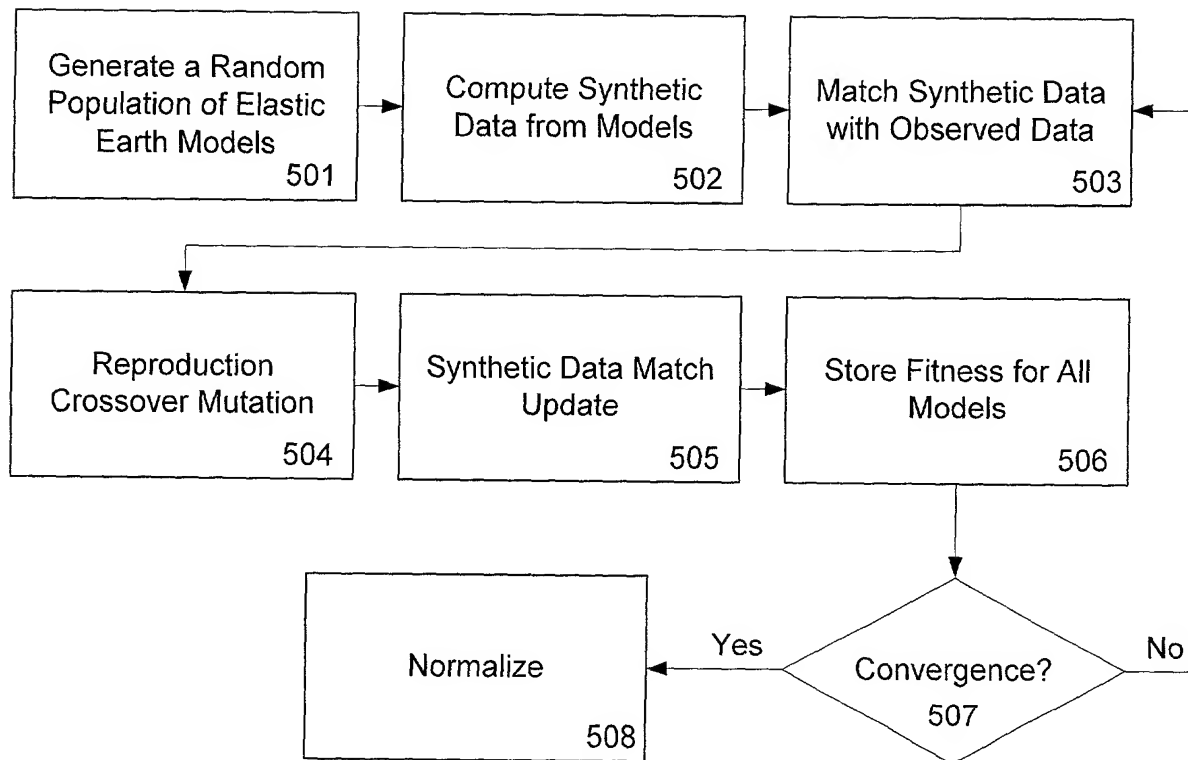 Generate a Random
Population of Elastic
Earth Models
501
Compute Synthetic
Data from Models
502
Match Synthetic Data
with Observed Data
503
Reproduction
Crossover Mutation
504
Synthetic Data Match
Update
505
Store Fitness for All
Models
506
Normalize
508
Yes
Convergence?
507
No